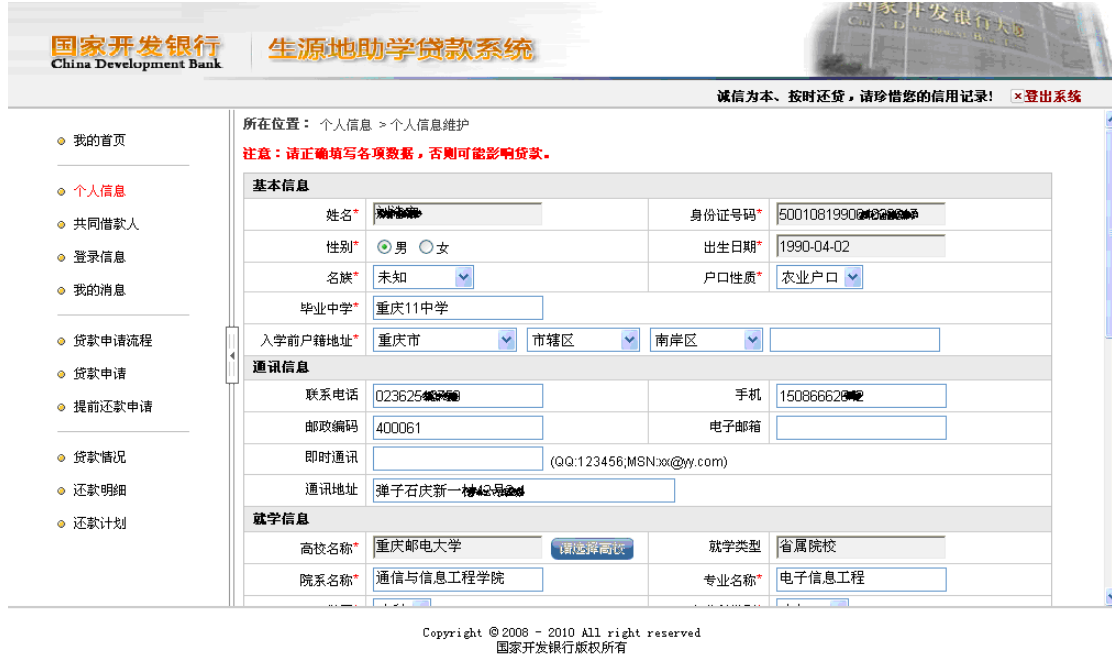 国家开发银行 生源地助学贷款系统
China Development Bank
诚信为本、按时还贷，请珍惜您的信用记录! 登出系统
我的首页
个人信息
共同借款人
登录信息
我的消息
贷款申请流程
贷款申请
提前还款申请
贷款情况
还款明细
还款计划
所在位置： 个人信息 >个人信息维护
注意：请正确填写各项数据，否则可能影响贷款。
基本信息
姓名* 身份证号码*
性别* 男 女 出生日期* 1990-04-02
名族* 未知 户口性质* 农业户口
毕业中学* 重庆11中学
入学前户籍地址* 重庆市 市辖区 南岸区
通讯信息
联系电话 手机
邮政编码 400061 电子邮箱
即时通讯 (QQ:123456;MSN:xx@yy.com)
通讯地址 弹子石庆新一
就学信息
高校名称* 重庆邮电大学 请选择高校 就学类型 省属院校
院系名称* 通信与信息工程学院 专业名称* 电子信息工程
Copyright ©2008 - 2010 All right reserved
国家开发银行版权所有